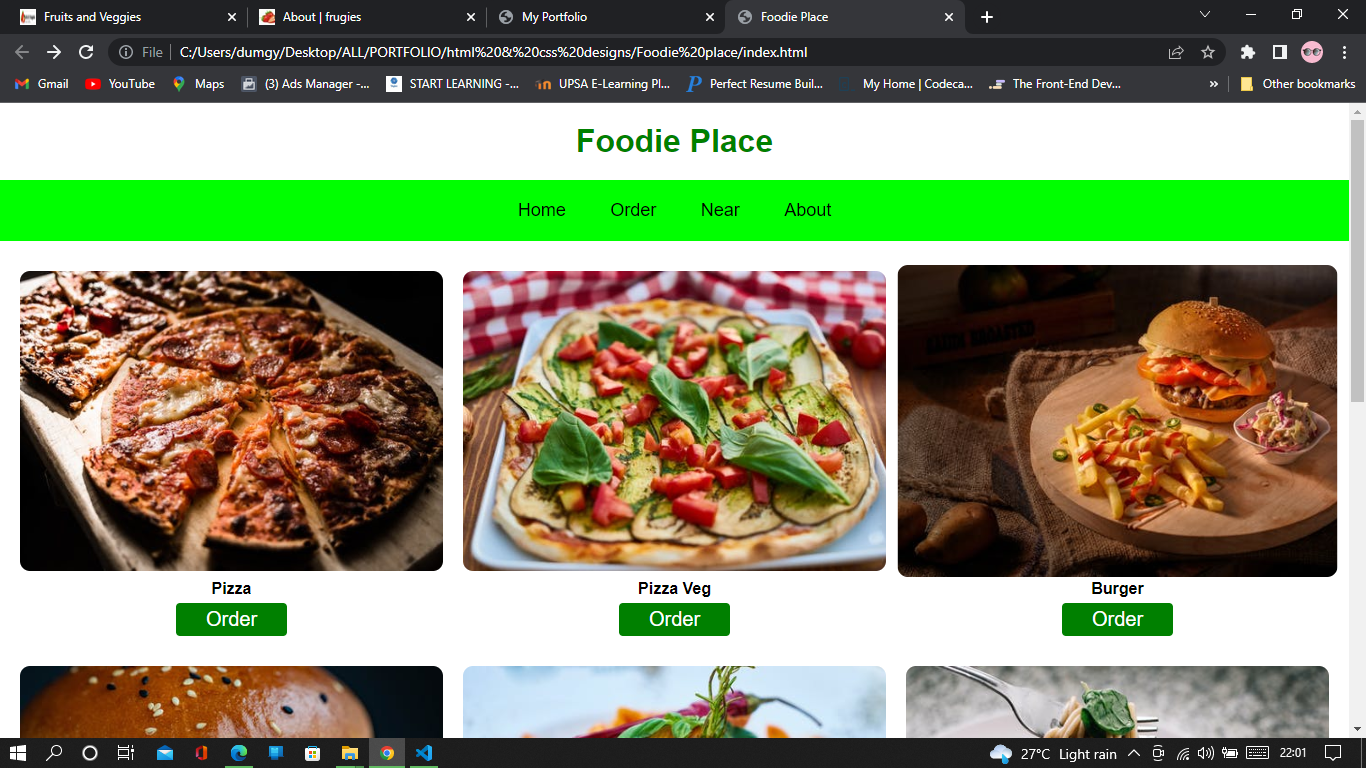 Fruits and Veggies
About | frugies
My Portfolio
Foodie Place
File
C:/Users/dumgy/Desktop/ALL/PORTFOLIO/html%20&%20css%20designs/Foodie%20place/index.html
Gmail
YouTube
Maps
(3) Ads Manager -...
START LEARNING -...
UPSA E-Learning Pl...
Perfect Resume Buil...
My Home | Codeca...
The Front-End Dev...
»
Other bookmarks
Foodie Place
Home Order Near About
Pizza
Pizza Veg
Burger
Order
Order
Order
27°C Light rain
22:01